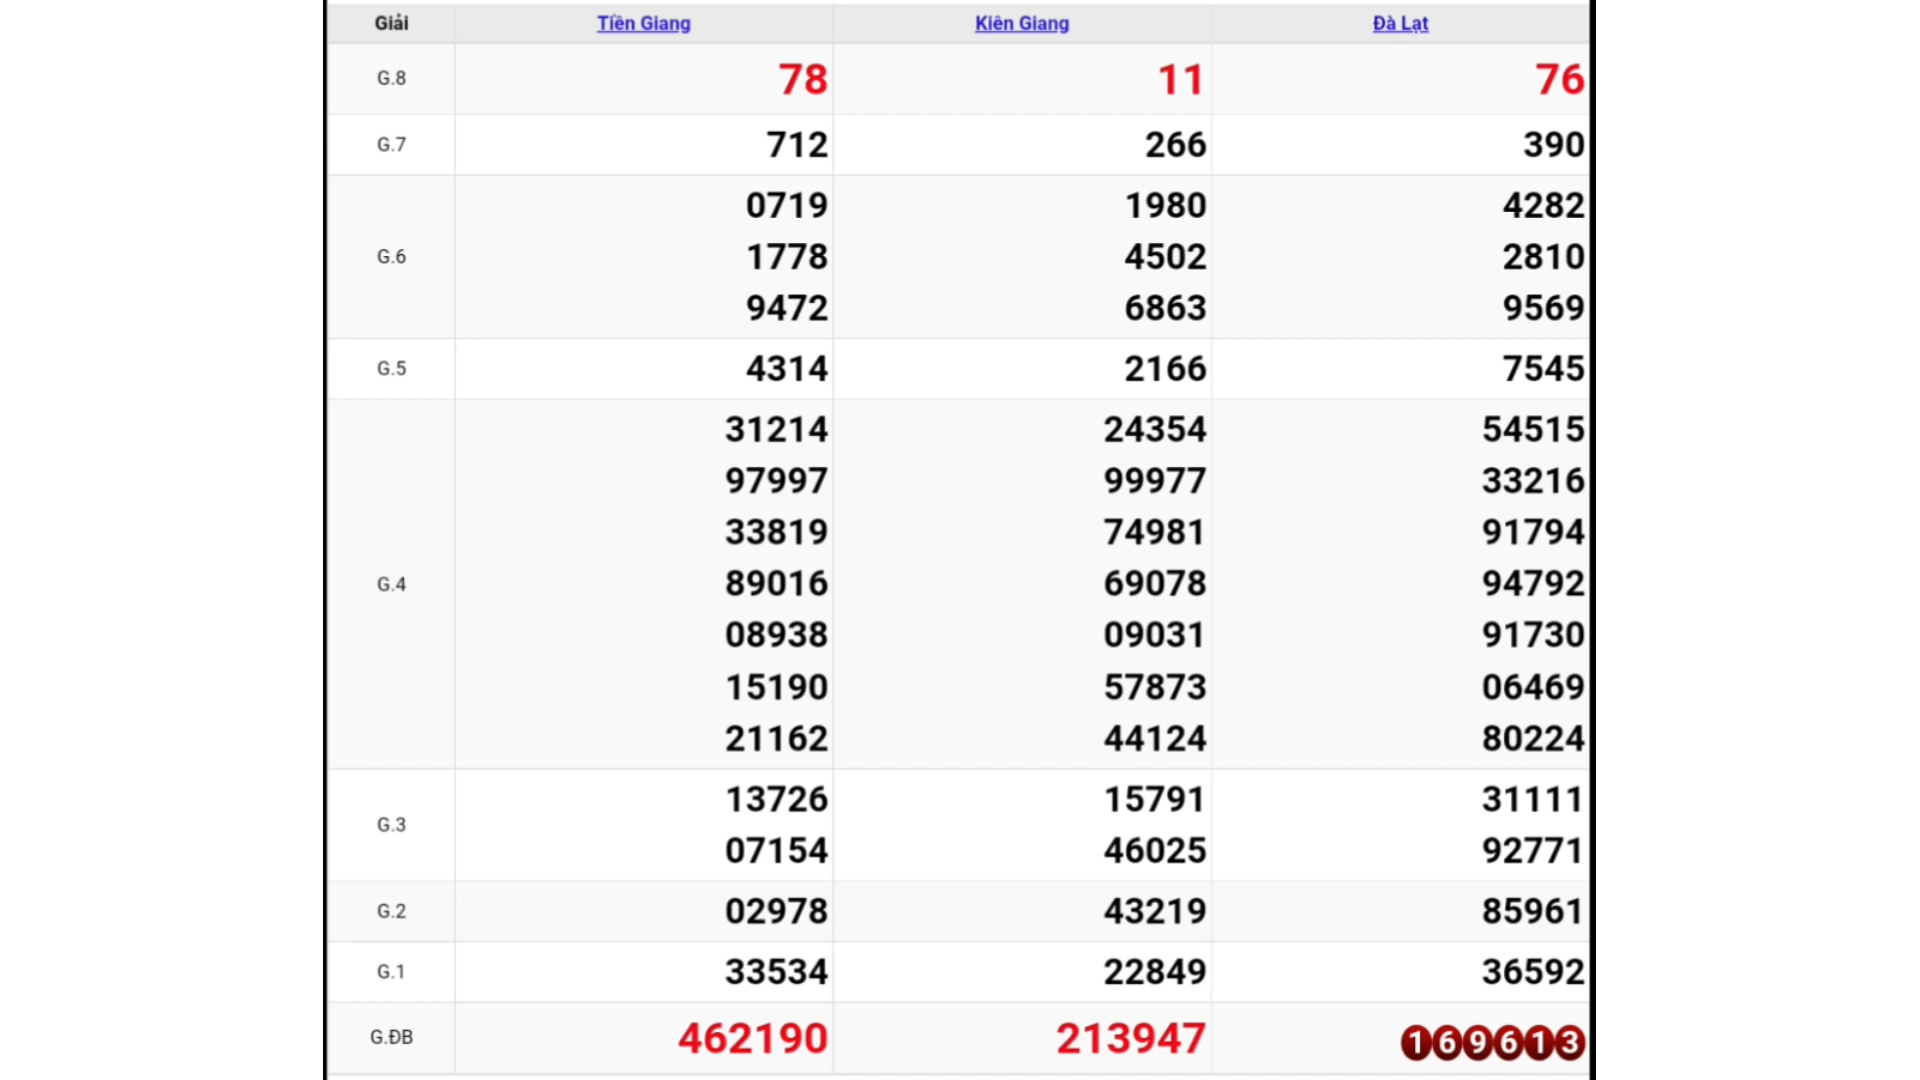 Giải Tiền Giang Kiên Giang Đà Lạt
G.8 78 11 76
G.7 712 266 390
0719 1980 4282
G.6 1778 4502 2810
9472 6863 9569
G.5 4314 2166 7545
31214 24354 54515
97997 99977 33216
33819 74981 91794
G.4 89016 69078 94792
08938 09031 91730
15190 57873 06469
21162 44124 80224
G.3 13726 15791 31111
07154 46025 92771
G.2 02978 43219 85961
G.1 33534 22849 36592
G.ĐB 462190 213947 169613